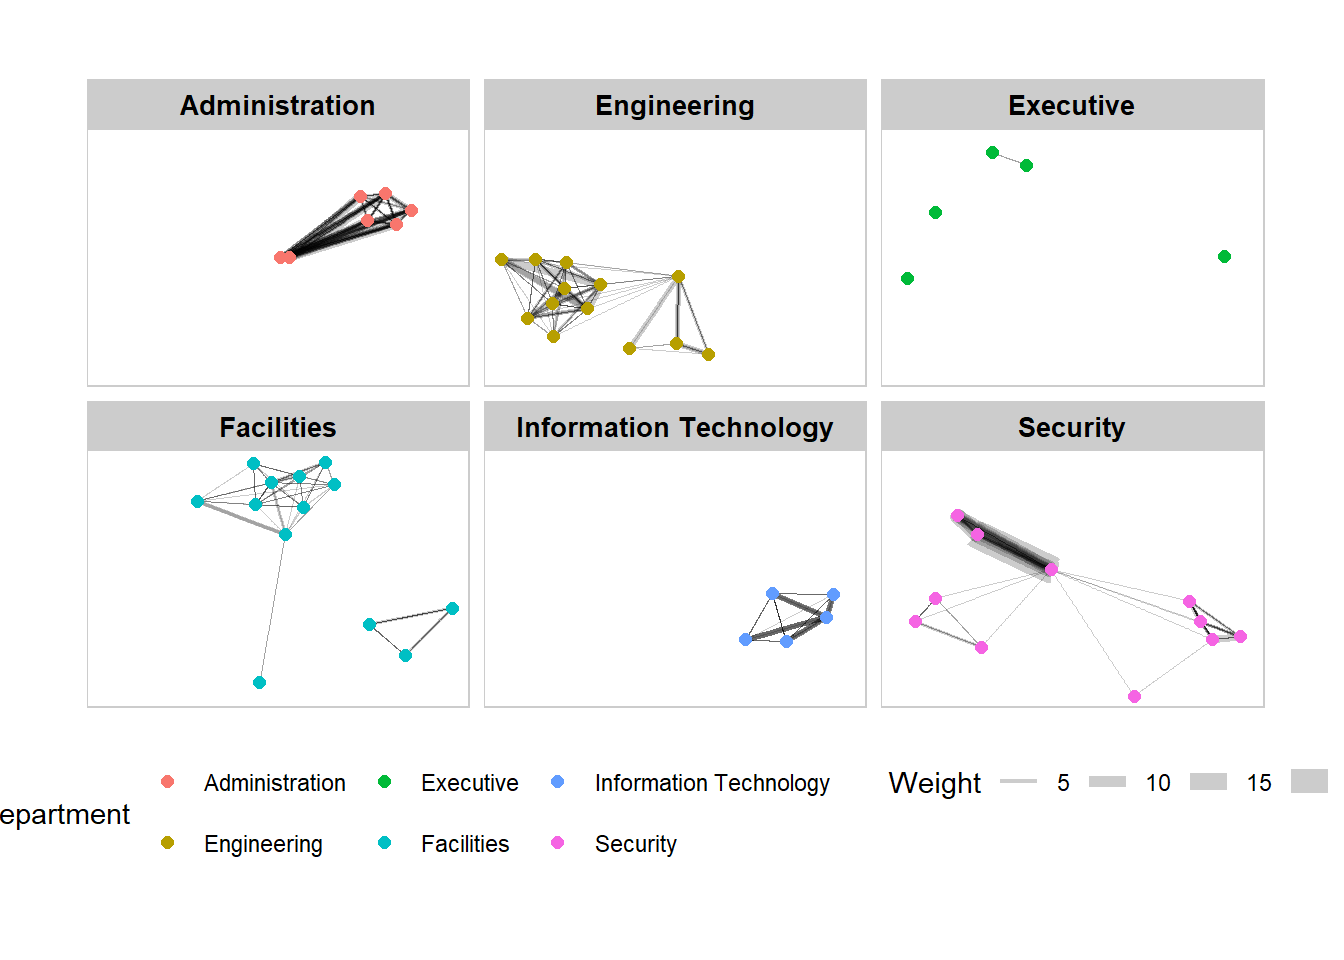 Administration Engineering Executive
Facilities Information Technology Security
Administration Executive Information Technology Weight 5 10 15
epartment
Engineering Facilities Security